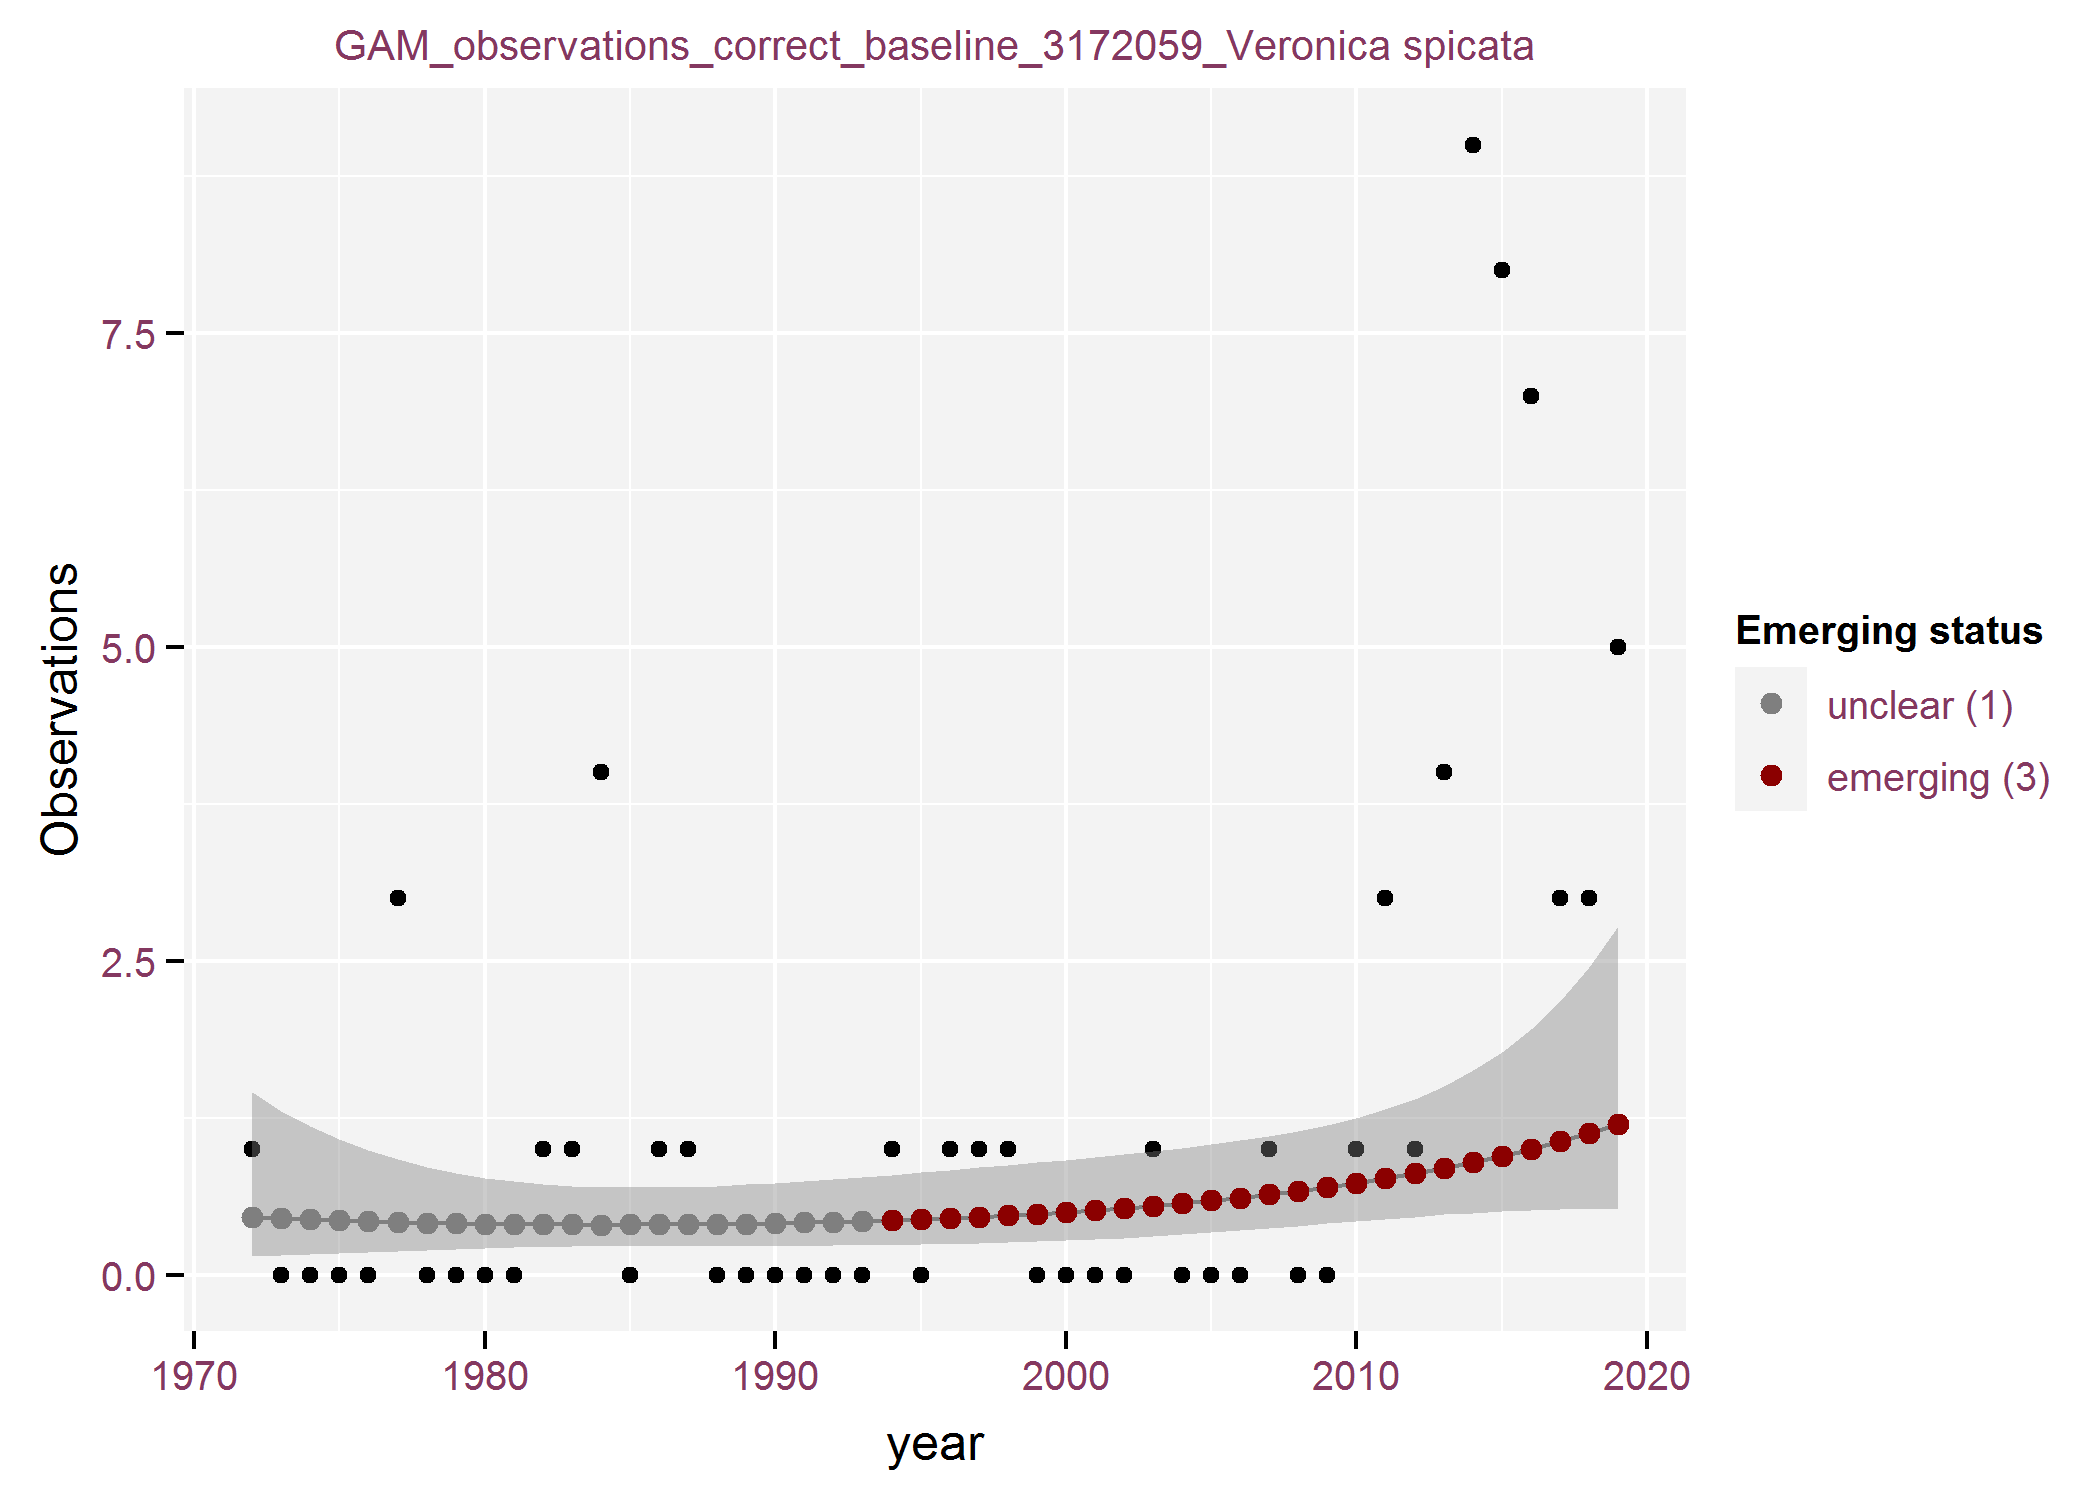 GAM_observations_correct_baseline_3172059_Veronica spicata
Observations
7.5
5.0
2.5
0.0
1970 1980 1990 2000 2010 2020
year
Emerging status
unclear (1)
emerging (3)